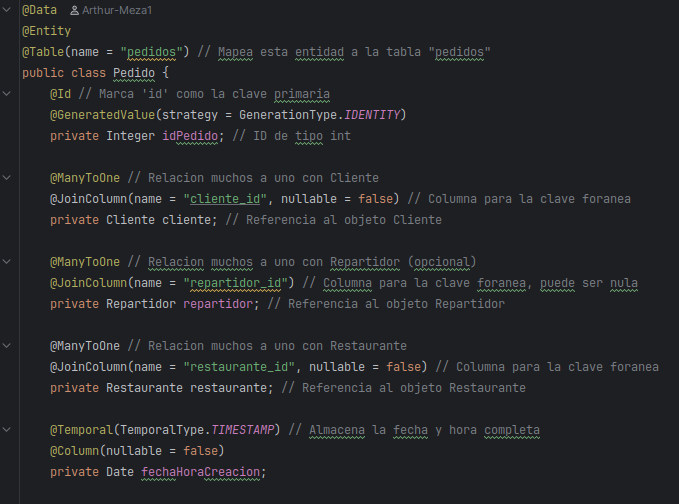 @Data Arthur-Meza1
@Entity
@Table(name = "pedidos") // Mapea esta entidad a la tabla "pedidos"
public class Pedido {
@Id // Marca 'id' como la clave primaria
@GeneratedValue(strategy = GenerationType.IDENTITY)
private Integer idPedido; // ID de tipo int
@ManyToOne // Relacion muchos a uno con Cliente
@JoinColumn(name = "cliente_id", nullable = false) // Columna para la clave foranea
private Cliente cliente; // Referencia al objeto Cliente
@ManyToOne // Relacion muchos a uno con Repartidor (opcional)
@JoinColumn(name = "repartidor_id") // Columna para la clave foranea, puede ser nula
private Repartidor repartidor; // Referencia al objeto Repartidor
@ManyToOne // Relacion muchos a uno con Restaurante
@JoinColumn(name = "restaurante_id", nullable = false) // Columna para la clave foranea
private Restaurante restaurante; // Referencia al objeto Restaurante
@Temporal(TemporalType.TIMESTAMP) // Almacena la fecha y hora completa
@Column(nullable = false)
private Date fechaHoraCreacion;